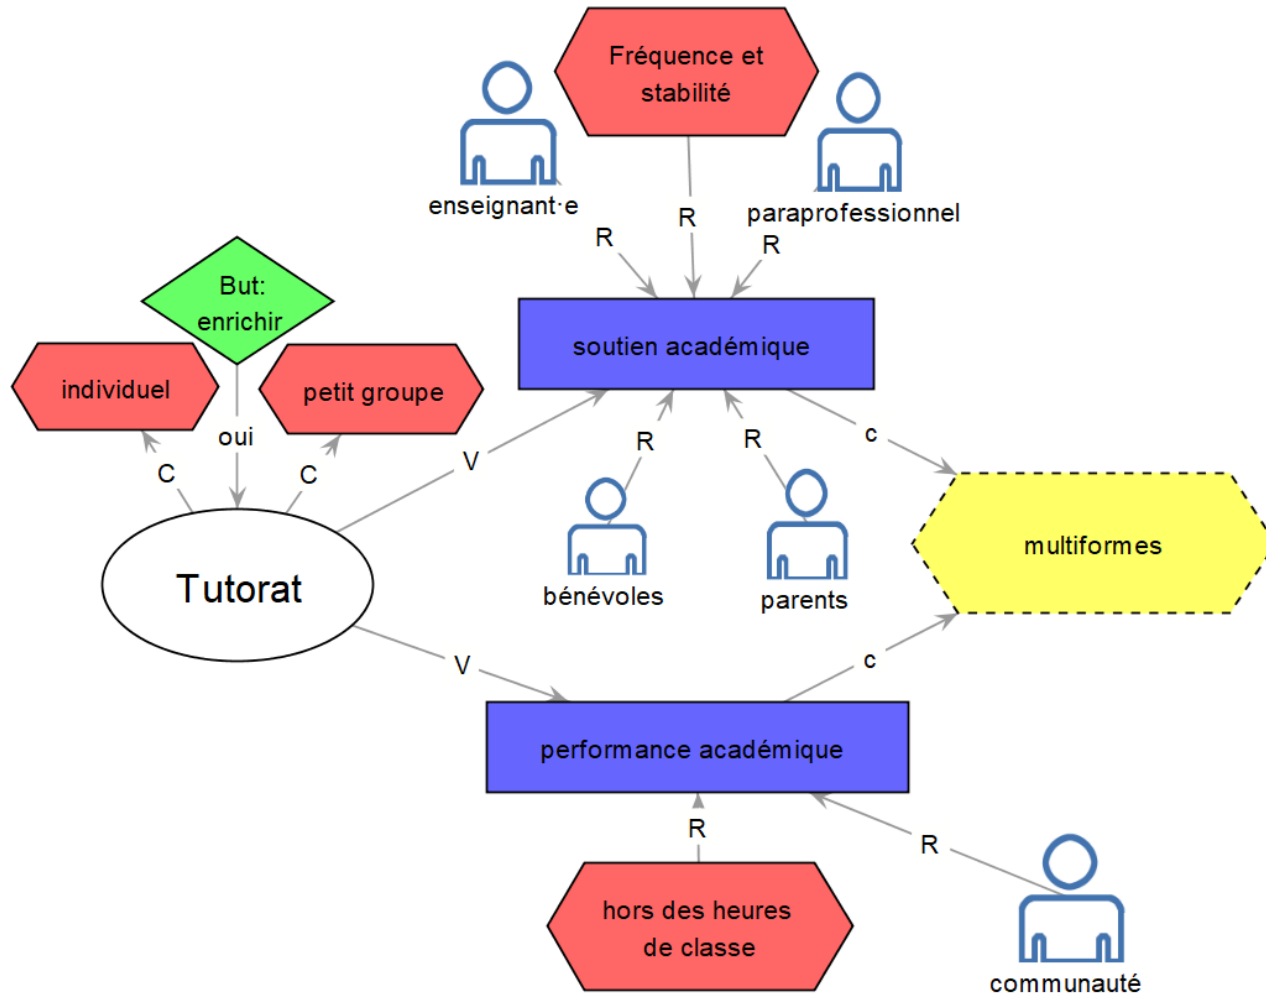 Fréquence et
stabilité
enseignant·e
paraprofessionnel
R
R
R
But:
enrichir
soutien académique
individuel
petit groupe
oui
C
C
V
R
R
c
multiformes
Tutorat
bénévoles
parents
V
c
performance académique
R
R
hors des heures
de classe
communauté